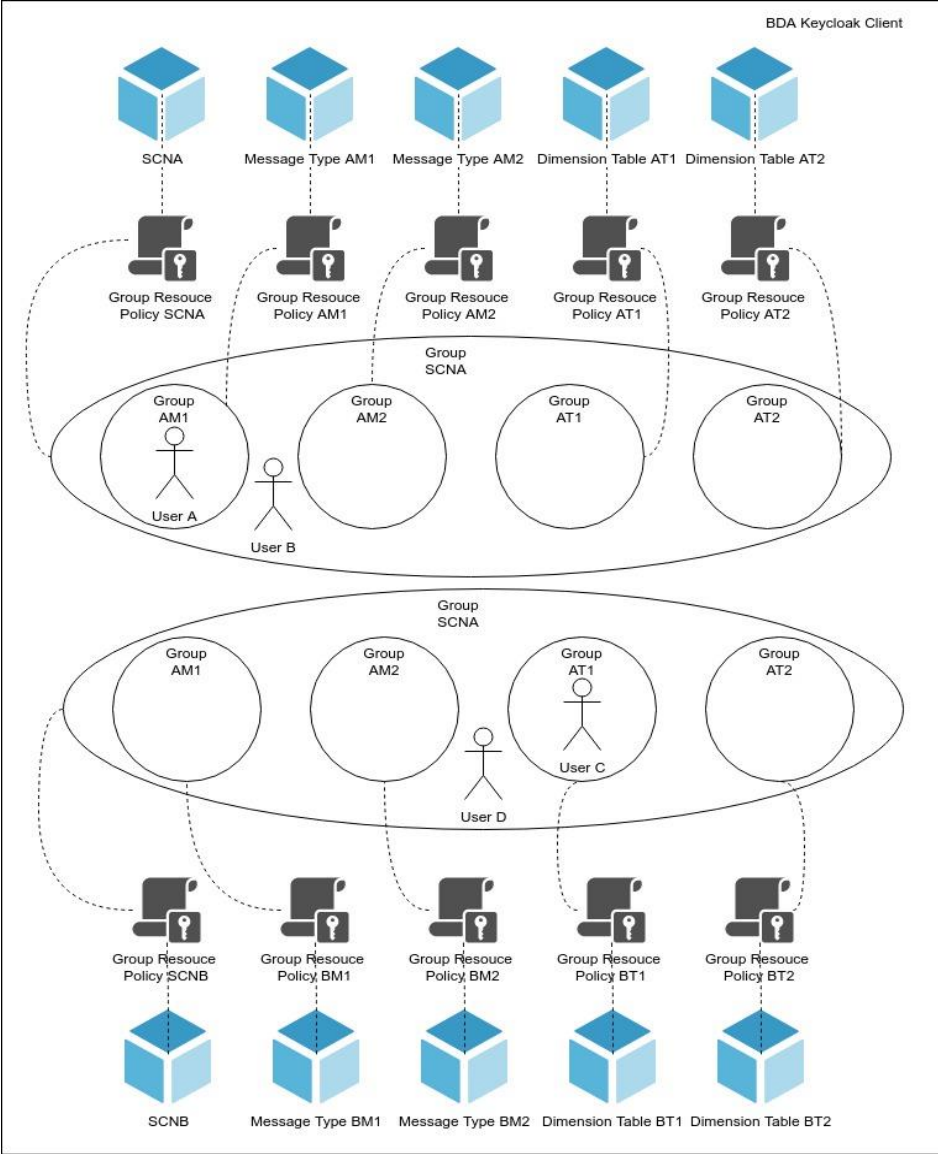 BDA Keycloak Client
SCNA
Message Type AM1
Message Type AM2
Dimension Table AT1
Dimension Table AT2
Group Resouce
Policy SCNA
Group Resouce
Policy AM1
Group Resouce
Policy AM2
Group Resouce
Policy AT1
Group Resouce
Policy AT2
Group
SCNA
Group
AM1
Group
AM2
Group
AT1
Group
AT2
User A
User B
Group
SCNA
Group
AM1
Group
AM2
Group
AT1
Group
AT2
User C
User D
Group Resouce
Policy SCNB
Group Resouce
Policy BM1
Group Resouce
Policy BM2
Group Resouce
Policy BT1
Group Resouce
Policy BT2
SCNB
Message Type BM1
Message Type BM2
Dimension Table BT1
Dimension Table BT2